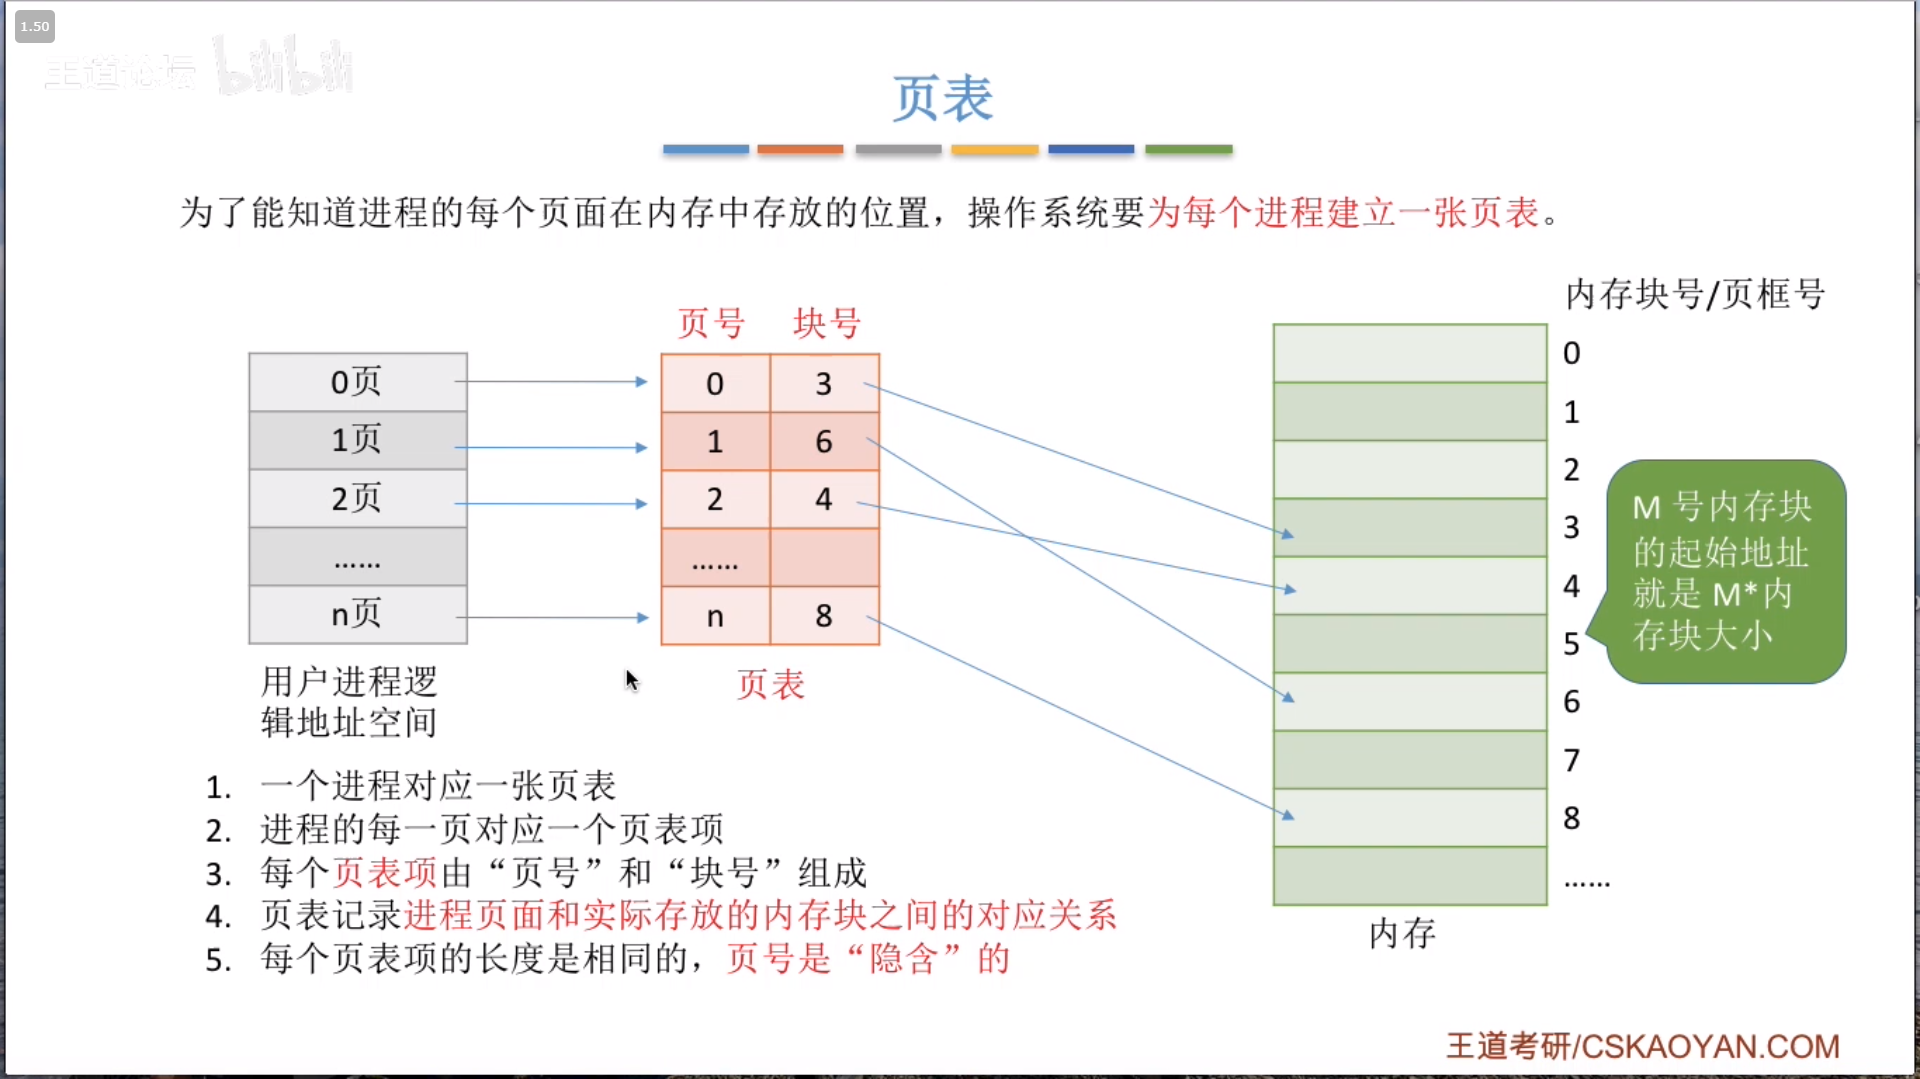 1.50
王道论坛 bilibili
页表
为了能知道进程的每个页面在内存中存放的位置，操作系统要为每个进程建立一张页表。
内存块号/页框号
页号 块号
0页
1页
2页
……
n页
用户进程逻
辑地址空间
0 3
1 6
2 4
……
n 8
页表
0
1
2
3
4
5
6
7
8
……
内存
M 号内存块
的起始地址
就是 M*内
存块大小
1. 一个进程对应一张页表
2. 进程的每一页对应一个页表项
3. 每个页表项由“页号”和“块号”组成
4. 页表记录进程页面和实际存放的内存块之间的对应关系
5. 每个页表项的长度是相同的，页号是“隐含”的
王道考研/CSKAOYAN.COM